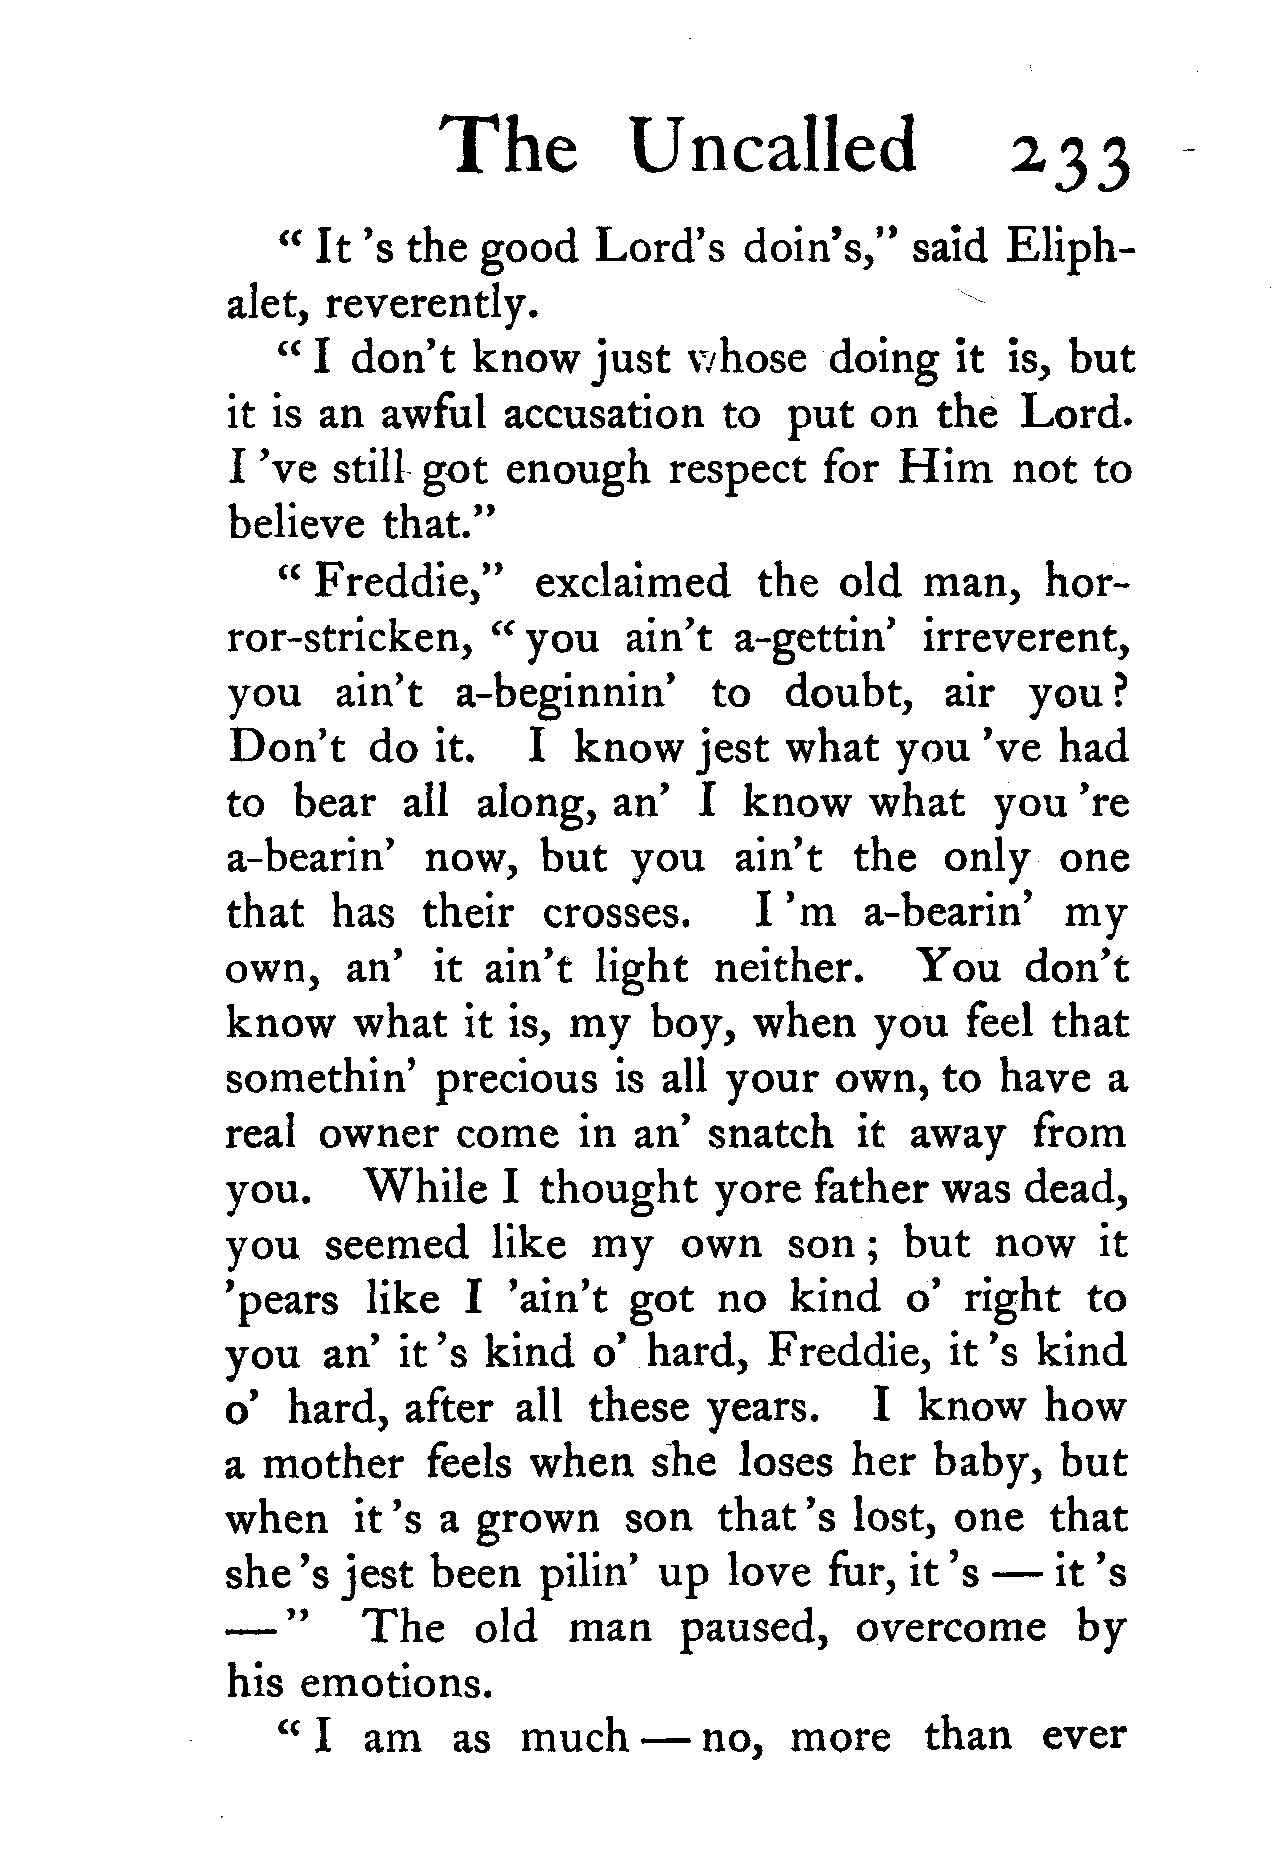 The Uncalled 233
“ It ’s the good Lord’s doin’s,” said Eliph-
alet, reverently.
“ I don’t know just whose doing it is, but
it is an awful accusation to put on the Lord.
I ’ve still got enough respect for Him not to
believe that.”
“ Freddie,” exclaimed the old man, hor-
ror-stricken, “ you ain’t a-gettin’ irreverent,
you ain’t a-beginnin’ to doubt, air you ?
Don’t do it. I know jest what you ’ve had
to bear all along, an’ I know what you ’re
a-bearin’ now, but you ain’t the only one
that has their crosses. I ’m a-bearin’ my
own, an’ it ain’t light neither. You don’t
know what it is, my boy, when you feel that
somethin’ precious is all your own, to have a
real owner come in an’ snatch it away from
you. While I thought yore father was dead,
you seemed like my own son ; but now it
’pears like I ’ain’t got no kind o’ right to
you an’ it ’s kind o’ hard, Freddie, it ’s kind
o’ hard, after all these years. I know how
a mother feels when she loses her baby, but
when it ’s a grown son that ’s lost, one that
she ’s jest been pilin’ up love fur, it ’s — it ’s
— ” The old man paused, overcome by
his emotions.
“ I am as much — no, more than ever